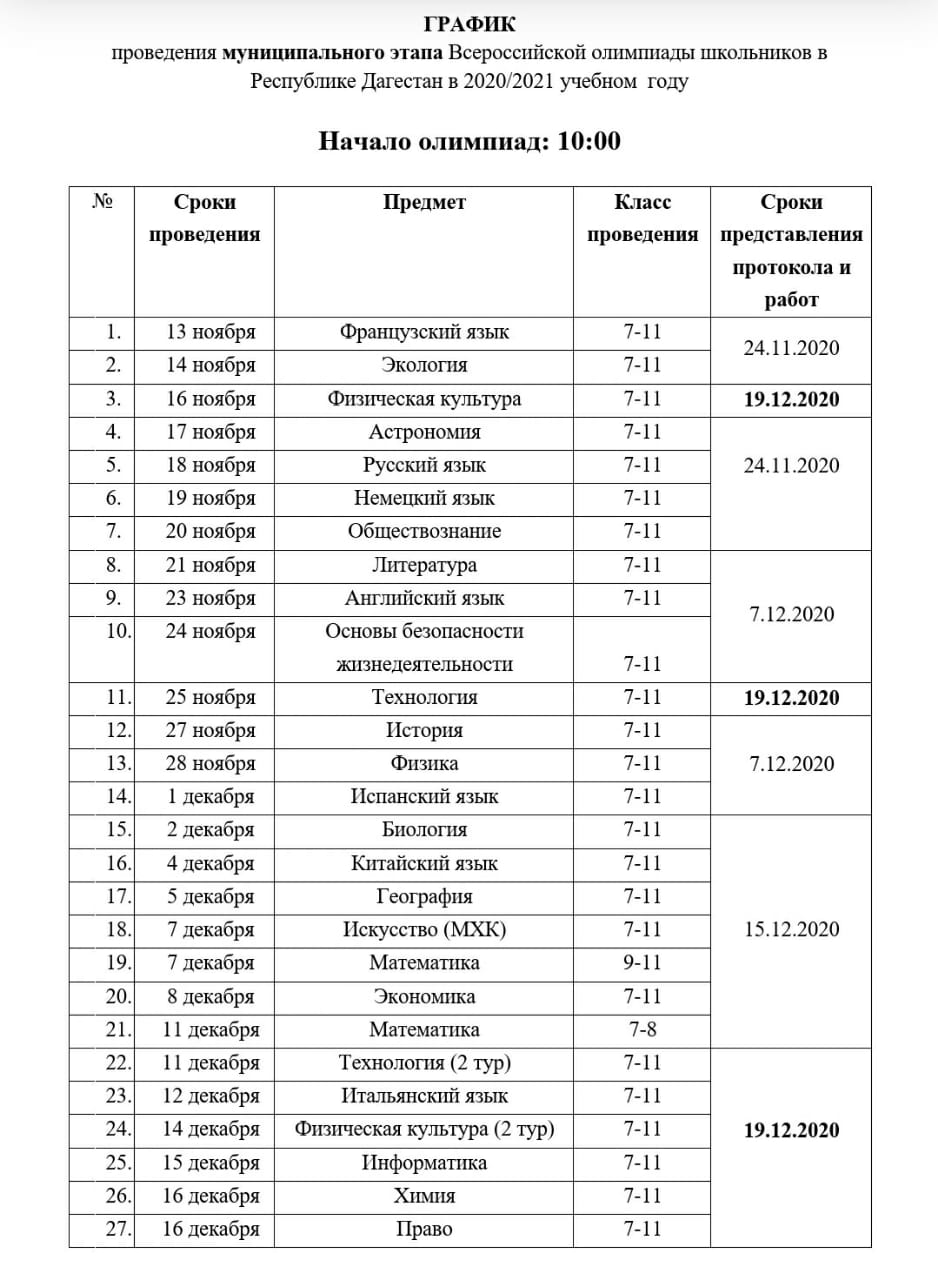 ГРАФИК
проведения муниципального этапа Всероссийской олимпиады школьников в
Республике Дагестан в 2020/2021 учебном году
Начало олимпиад: 10:00
№ Сроки проведения Предмет Класс проведения Сроки представления протокола и работ
1. 13 ноября Французский язык 7-11 24.11.2020
2. 14 ноября Экология 7-11
3. 16 ноября Физическая культура 7-11 19.12.2020
4. 17 ноября Астрономия 7-11
5. 18 ноября Русский язык 7-11 24.11.2020
6. 19 ноября Немецкий язык 7-11
7. 20 ноября Обществознание 7-11
8. 21 ноября Литература 7-11
9. 23 ноября Английский язык 7-11 7.12.2020
10. 24 ноября Основы безопасности
жизнедеятельности 7-11
11. 25 ноября Технология 7-11 19.12.2020
12. 27 ноября История 7-11
13. 28 ноября Физика 7-11 7.12.2020
14. 1 декабря Испанский язык 7-11
15. 2 декабря Биология 7-11
16. 4 декабря Китайский язык 7-11
17. 5 декабря География 7-11
18. 7 декабря Искусство (МХК) 7-11 15.12.2020
19. 7 декабря Математика 9-11
20. 8 декабря Экономика 7-11
21. 11 декабря Математика 7-8
22. 11 декабря Технология (2 тур) 7-11
23. 12 декабря Итальянский язык 7-11
24. 14 декабря Физическая культура (2 тур) 7-11 19.12.2020
25. 15 декабря Информатика 7-11
26. 16 декабря Химия 7-11
27. 16 декабря Право 7-11